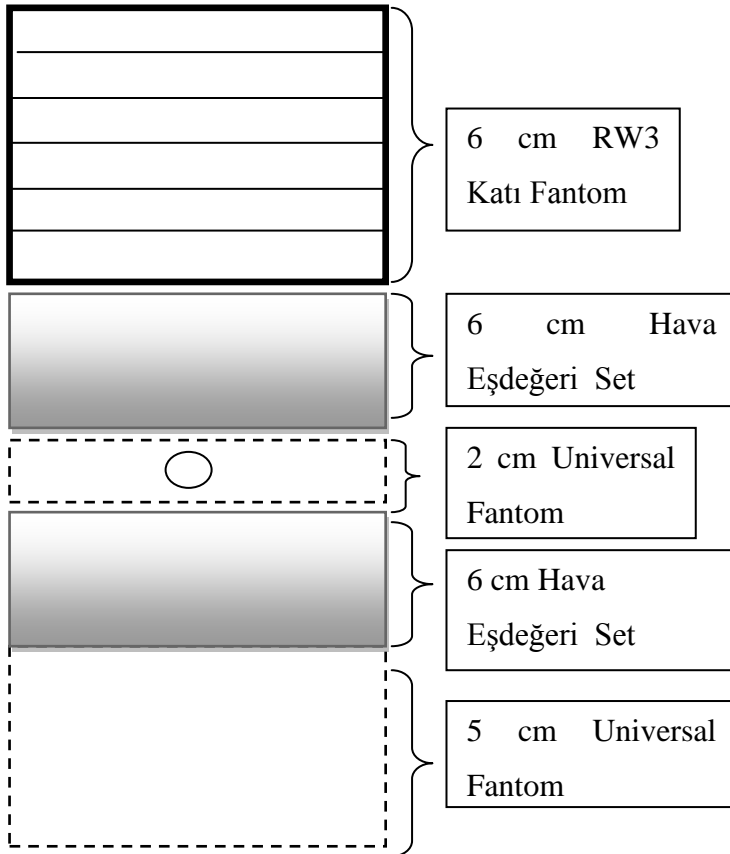 6 cm RW3
Katı Fantom
6 cm Hava
Eşdeğeri Set
2 cm Universal
Fantom
6 cm Hava
Eşdeğeri Set
5 cm Universal
Fantom